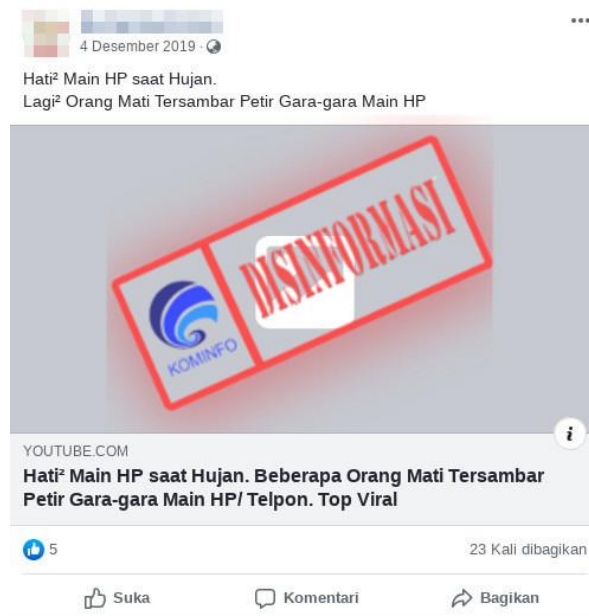 4 Desember 2019 ·
Hati² Main HP saat Hujan.
Lagi² Orang Mati Tersambar Petir Gara-gara Main HP
DISINFORMASI
KOMINFO
YOUTUBE.COM
Hati² Main HP saat Hujan. Beberapa Orang Mati Tersambar
Petir Gara-gara Main HP/ Telpon. Top Viral
5
23 Kali dibagikan
Suka
Komentari
Bagikan